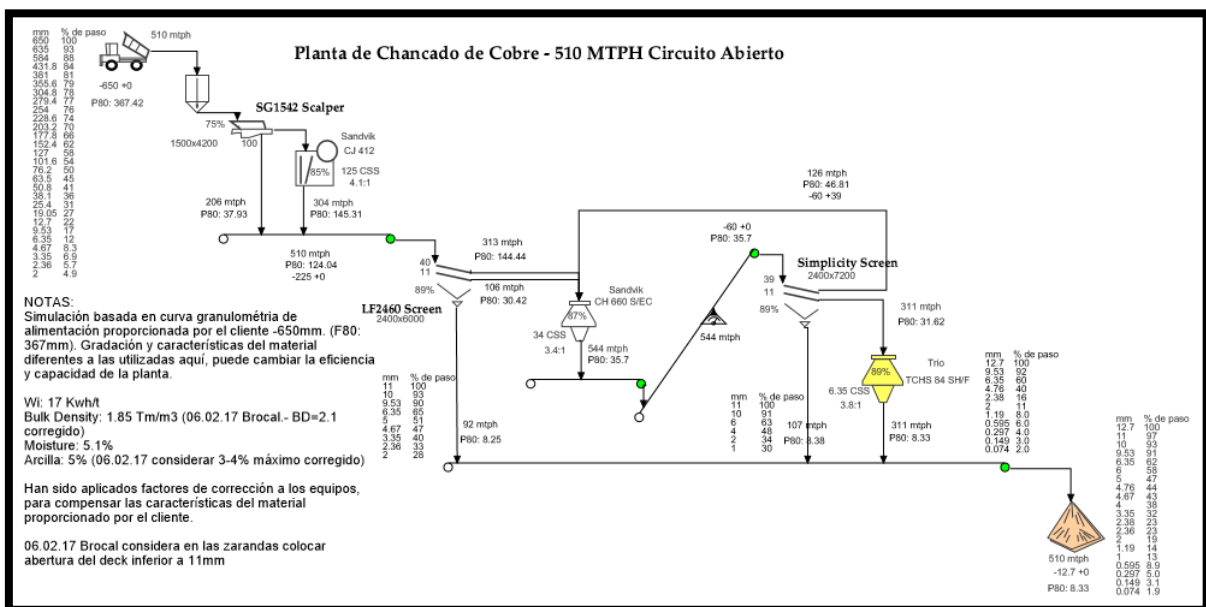 Planta de Chancado de Cobre - 510 MTPH Circuito Abierto
mm % de paso
650 100
635 93
584 88
431.8 84
381 81
355.6 79
304.8 78
279.4 77
254 76
228.6 74
203.2 70
177.8 66
152.4 62
127 58
101.6 54
76.2 50
63.5 45
50.8 41
38.1 36
25.4 31
19.05 27
12.7 22
9.53 17
6.35 12
4.67 8.3
3.35 6.9
2.36 5.7
2 4.9
510 mtph
-650 +0
P80: 367.42
SG1542 Scalper
75%
1500x4200
100
Sandvik
CJ 412
85%
125 CSS
4.1:1
206 mtph
P80: 37.93
304 mtph
P80: 145.31
510 mtph
P80: 124.04
-225 +0
40
11
89%
LF2460 Screen
2400x6000
313 mtph
P80: 144.44
106 mtph
P80: 30.42
Sandvik
CH 660 S/EC
87%
34 CSS
3.4:1
544 mtph
P80: 35.7
126 mtph
P80: 46.81
-60 +39
-60 +0
P80: 35.7
544 mtph
Simplicity Screen
2400x7200
39
11
89%
311 mtph
P80: 31.62
Trio
TCHS 84 SH/F
89%
6.35 CSS
3.8:1
311 mtph
P80: 8.33
92 mtph
P80: 8.25
107 mtph
P80: 8.38
mm % de paso
11 100
10 93
9.53 90
6.35 65
5 51
4.67 47
3.35 40
2.36 33
2 28
mm % de paso
11 100
10 91
6 63
4 48
2 34
1 30
mm % de paso
12.7 100
9.53 92
6.35 60
4.76 40
2.38 16
2 11
1.19 8.0
0.595 6.0
0.297 4.0
0.149 3.0
0.074 2.0
mm % de paso
12.7 100
11 97
10 93
9.53 91
6.35 62
6 58
5 47
4.76 44
4.67 43
4 38
3.35 32
2.38 23
2.36 23
2 19
1.19 14
1 13
0.595 8.9
0.297 5.0
0.149 3.1
0.074 1.9
510 mtph
-12.7 +0
P80: 8.33
NOTAS:
Simulación basada en curva granulométria de
alimentación proporcionada por el cliente -650mm. (F80:
367mm). Gradación y características del material
diferentes a las utilizadas aquí, puede cambiar la eficiencia
y capacidad de la planta.
Wi: 17 Kwh/t
Bulk Density: 1.85 Tm/m3 (06.02.17 Brocal.- BD=2.1
corregido)
Moisture: 5.1%
Arcilla: 5% (06.02.17 considerar 3-4% máximo corregido)
Han sido aplicados factores de corrección a los equipos,
para compensar las características del material
proporcionado por el cliente.
06.02.17 Brocal considera en las zarandas colocar
abertura del deck inferior a 11mm